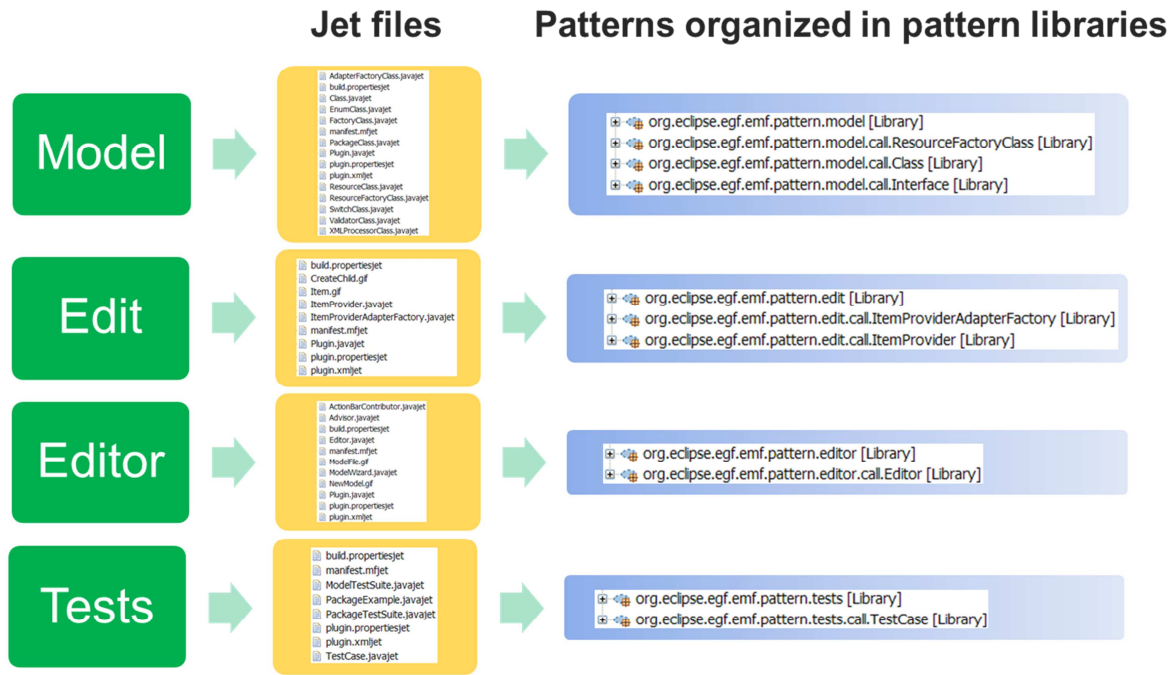 Jet files
Patterns organized in pattern libraries
Model
AdapterFactoryClass.javajet
build.propertiesjet
Class.javajet
EnumClass.javajet
FactoryClass.javajet
manifest.mfjet
PackageClass.javajet
Plugin.javajet
plugin.propertiesjet
plugin.xmljet
ResourceClass.javajet
ResourceFactoryClass.javajet
SwitchClass.javajet
ValidatorClass.javajet
XMLProcessorClass.javajet
org.eclipse.egf.emf.pattern.model [Library]
org.eclipse.egf.emf.pattern.model.call.ResourceFactoryClass [Library]
org.eclipse.egf.emf.pattern.model.call.Class [Library]
org.eclipse.egf.emf.pattern.model.call.Interface [Library]
Edit
build.propertiesjet
CreateChild.gif
Item.gif
ItemProvider.javajet
ItemProviderAdapterFactory.javajet
manifest.mfjet
Plugin.javajet
plugin.propertiesjet
plugin.xmljet
org.eclipse.egf.emf.pattern.edit [Library]
org.eclipse.egf.emf.pattern.edit.call.ItemProviderAdapterFactory [Library]
org.eclipse.egf.emf.pattern.edit.call.ItemProvider [Library]
Editor
ActionBarContributor.javajet
Advisor.javajet
build.propertiesjet
Editor.javajet
manifest.mfjet
ModelFile.gif
ModelWizard.javajet
NewModel.gif
Plugin.javajet
plugin.propertiesjet
plugin.xmljet
org.eclipse.egf.emf.pattern.editor [Library]
org.eclipse.egf.emf.pattern.editor.call.Editor [Library]
Tests
build.propertiesjet
manifest.mfjet
ModelTestSuite.javajet
PackageExample.javajet
PackageTestSuite.javajet
plugin.propertiesjet
plugin.xmljet
TestCase.javajet
org.eclipse.egf.emf.pattern.tests [Library]
org.eclipse.egf.emf.pattern.tests.call.TestCase [Library]